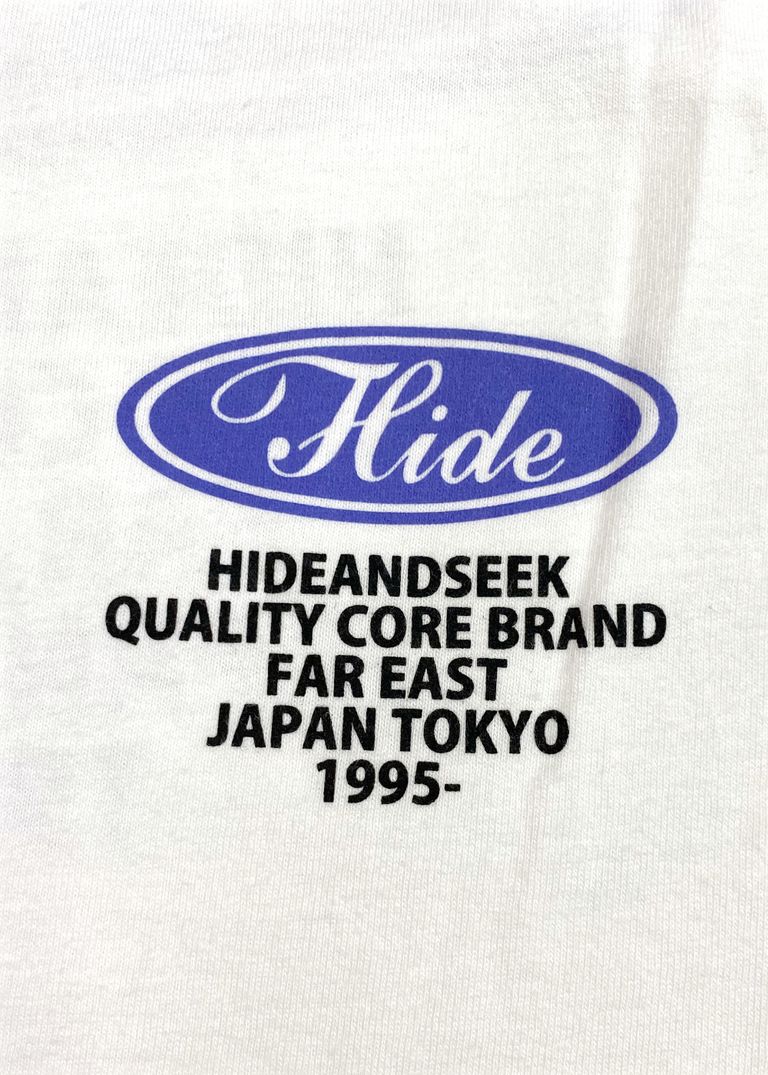 Hide
HIDEANDSEEK
QUALITY CORE BRAND
FAR EAST
JAPAN TOKYO
1995-